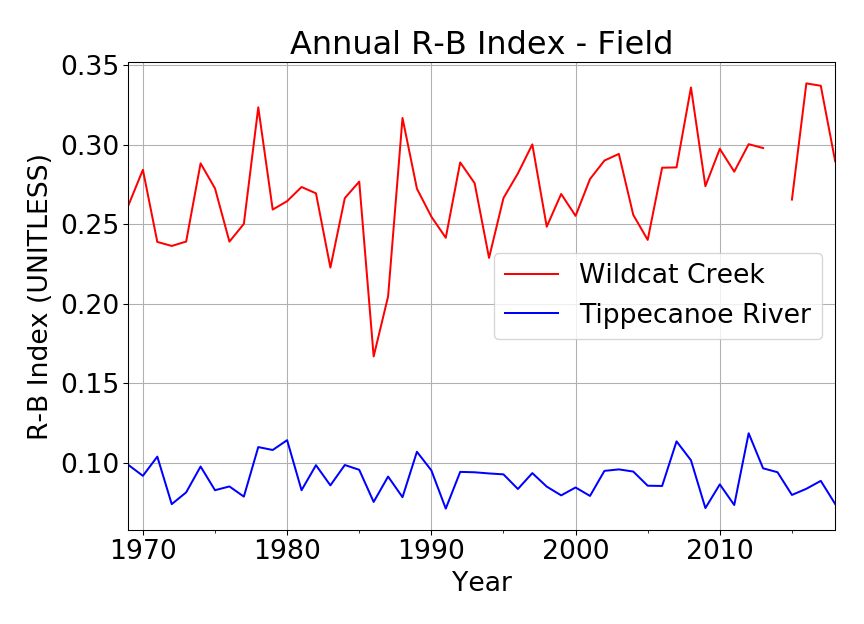 Annual R-B Index - Field
R-B Index (UNITLESS)
0.35
0.30
0.25
0.20
0.15
0.10
Wildcat Creek
Tippecanoe River
1970 1980 1990 2000 2010
Year